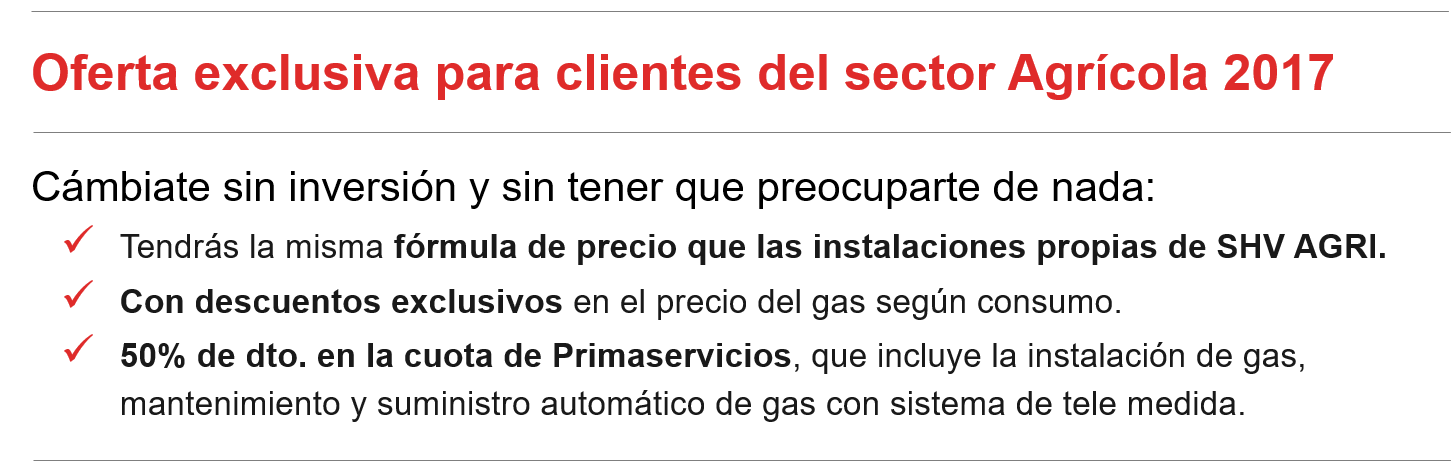 Oferta exclusiva para clientes del sector Agrícola 2017
Cámbiate sin inversión y sin tener que preocuparte de nada:
✓ Tendrás la misma fórmula de precio que las instalaciones propias de SHV AGRI.
✓ Con descuentos exclusivos en el precio del gas según consumo.
✓ 50% de dto. en la cuota de Primaservicios, que incluye la instalación de gas,
mantenimiento y suministro automático de gas con sistema de tele medida.